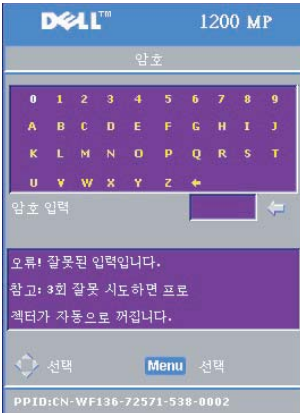 DELL™ 1200 MP
암호
0 1 2 3 4 5 6 7 8 9
A B C D E F G H I J
K L M N O P Q R S T
U V W X Y Z ←
암호 입력
오류! 잘못된 입력입니다.
참고: 3회 잘못 시도하면 프로
젝터가 자동으로 꺼집니다.
선택 Menu 선택
PPID:CN-WF136-72571-538-0002